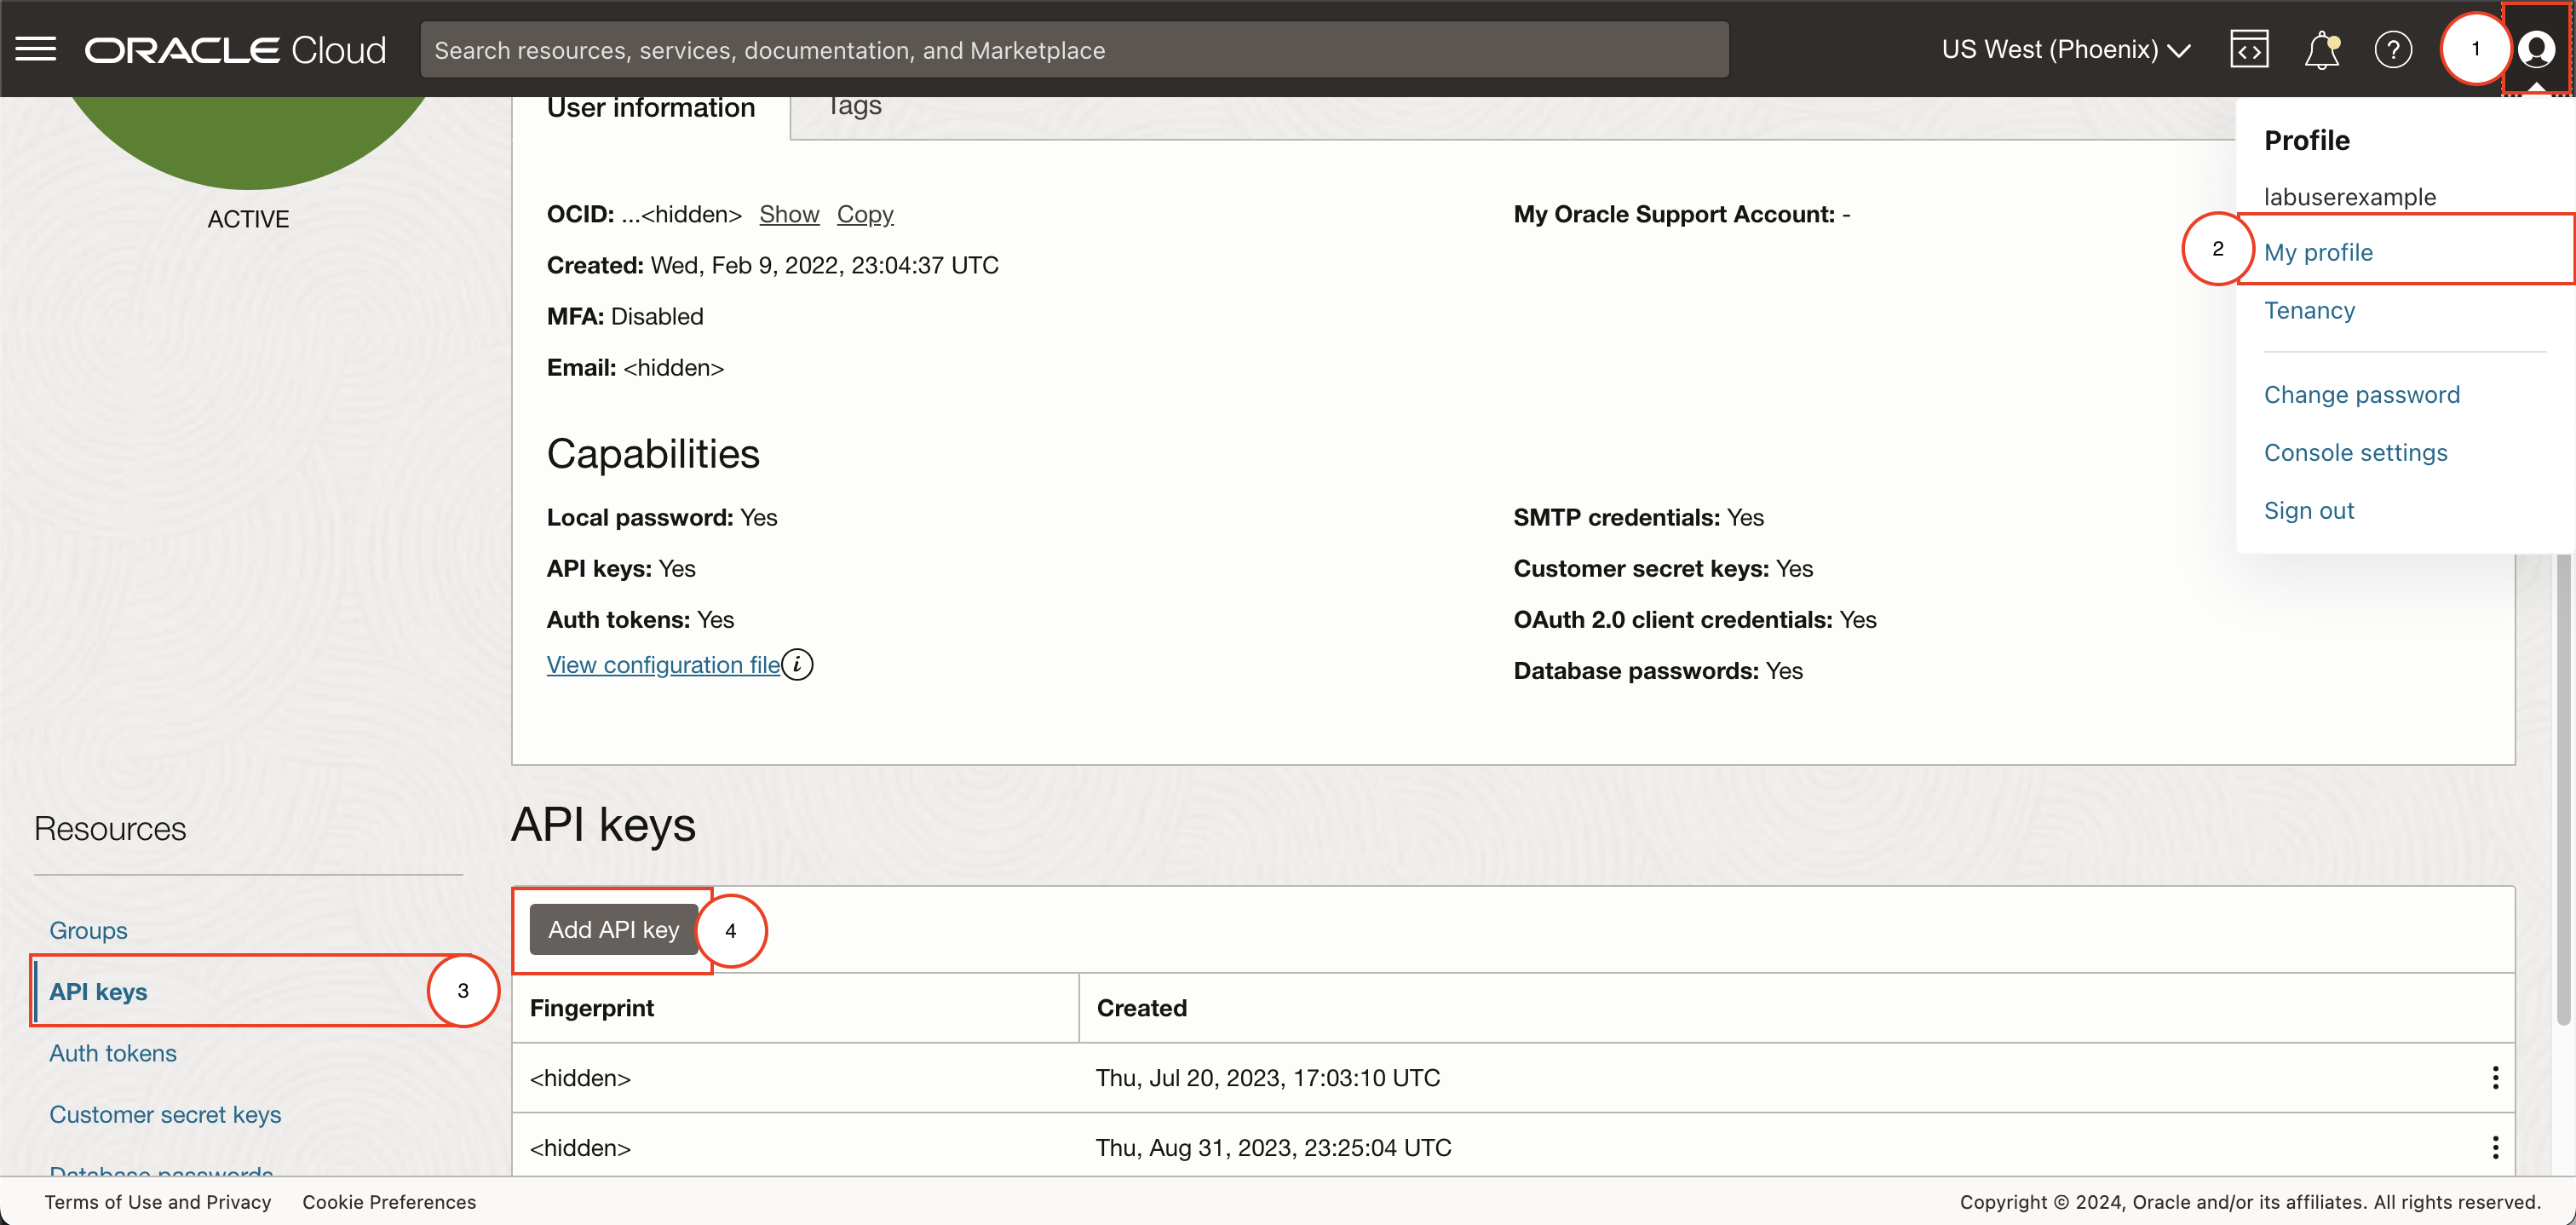 ORACLE Cloud
Search resources, services, documentation, and Marketplace
US West (Phoenix)
1
User information
Tags
ACTIVE
OCID: ...<hidden> Show Copy
Created: Wed, Feb 9, 2022, 23:04:37 UTC
MFA: Disabled
Email: <hidden>
My Oracle Support Account: -
Profile
labuserexample
2
My profile
Tenancy
Change password
Console settings
Sign out
Capabilities
Local password: Yes
API keys: Yes
Auth tokens: Yes
View configuration file
SMTP credentials: Yes
Customer secret keys: Yes
OAuth 2.0 client credentials: Yes
Database passwords: Yes
Resources
Groups
API keys
3
Auth tokens
Customer secret keys
Database passwords
API keys
Add API key
4
Fingerprint Created
<hidden> Thu, Jul 20, 2023, 17:03:10 UTC
<hidden> Thu, Aug 31, 2023, 23:25:04 UTC
Terms of Use and Privacy Cookie Preferences
Copyright © 2024, Oracle and/or its affiliates. All rights reserved.